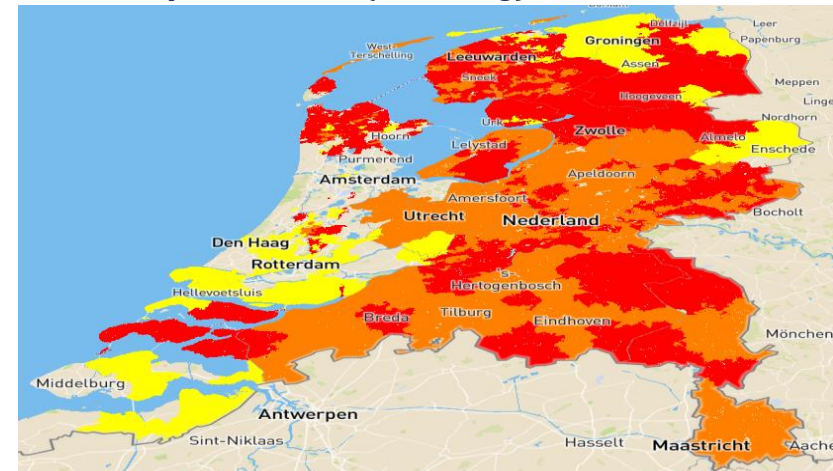 Delfzijl
Leer
Groningen
Papenburg
West
Terschelling
Leeuwarden
Assen
Sneek
Meppen
Hoogeveen
Linge
Nordhorn
Urk
Zwolle
Hoorn
Almelo
Lelystad
Enschede
Purmerend
Apeldoorn
Amsterdam
Amersfoort
Utrecht
Nederland
Bocholt
Den Haag
Rotterdam
's-
Hertogenbosch
Hellevoetsluis
Breda
Tilburg
Eindhoven
Mönchen
Middelburg
Antwerpen
Sint-Niklaas
Hasselt
Maastricht
Aache